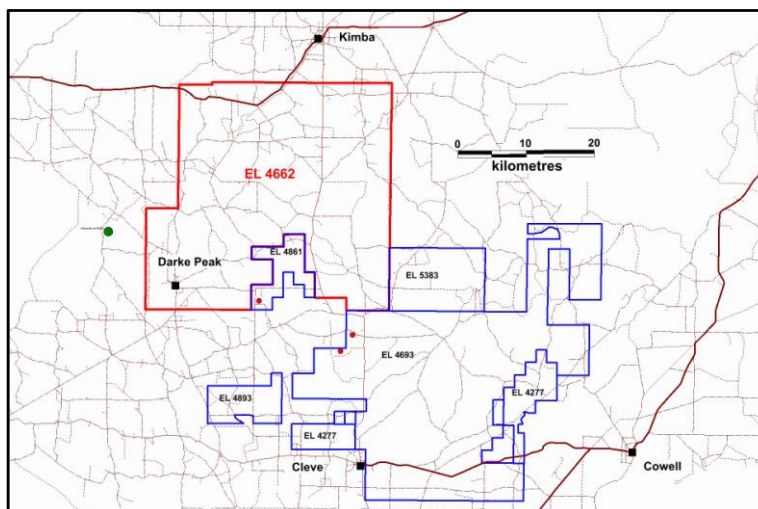 Kimba
0 10 20
kilometres
EL 4662
EL 4861
Darke Peak
EL 5383
EL 4693
EL 4893
EL 4277
EL 4277
Cleve
Cowell